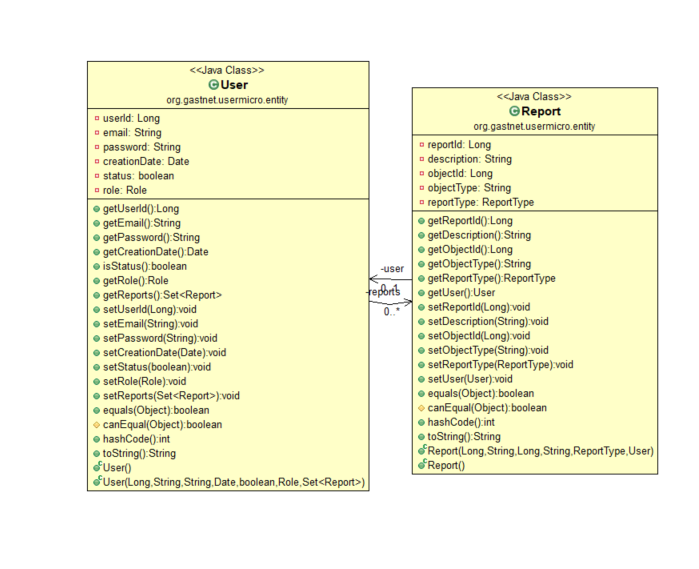 <<Java Class>>
User
org.gastnet.usermicro.entity
userId: Long
email: String
password: String
creationDate: Date
status: boolean
role: Role
getUserId():Long
getEmail():String
getPassword():String
getCreationDate():Date
isStatus():boolean
getRole():Role
getReports():Set<Report>
setUserId(Long):void
setEmail(String):void
setPassword(String):void
setCreationDate(Date):void
setStatus(boolean):void
setRole(Role):void
setReports(Set<Report>):void
equals(Object):boolean
canEqual(Object):boolean
hashCode():int
toString():String
User()
User(Long,String,String,Date,boolean,Role,Set<Report>)
-user
0..1
-reports
0..*
<<Java Class>>
Report
org.gastnet.usermicro.entity
reportId: Long
description: String
objectId: Long
objectType: String
reportType: ReportType
getReportId():Long
getDescription():String
getObjectId():Long
getObjectType():String
getReportType():ReportType
getUser():User
setReportId(Long):void
setDescription(String):void
setObjectId(Long):void
setObjectType(String):void
setReportType(ReportType):void
setUser(User):void
equals(Object):boolean
canEqual(Object):boolean
hashCode():int
toString():String
Report(Long,String,Long,String,ReportType,User)
Report()